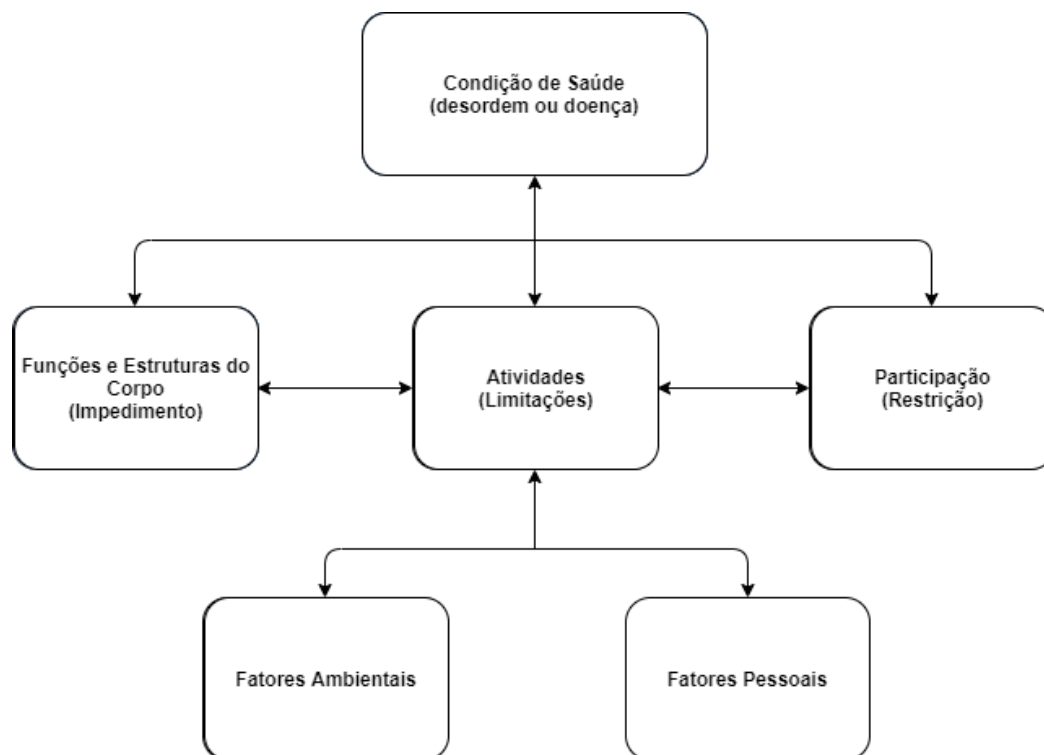 Condição de Saúde
(desordem ou doença)
Funções e Estruturas do
Corpo
(Impedimento)
Atividades
(Limitações)
Participação
(Restrição)
Fatores Ambientais
Fatores Pessoais